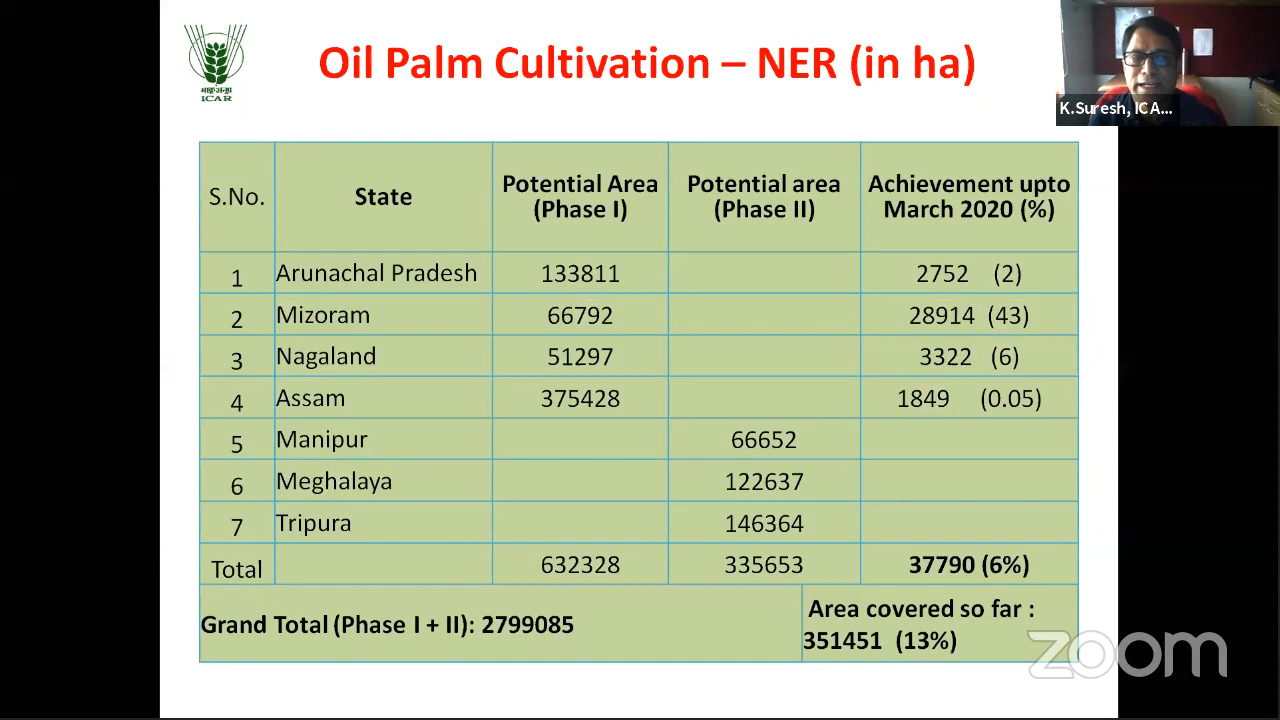 भाकृअनुप
ICAR
Oil Palm Cultivation – NER (in ha)
K.Suresh, ICA...
S.No. State Potential Area (Phase I) Potential area (Phase II) Achievement upto March 2020 (%)
1 Arunachal Pradesh 133811 2752 (2)
2 Mizoram 66792 28914 (43)
3 Nagaland 51297 3322 (6)
4 Assam 375428 1849 (0.05)
5 Manipur 66652
6 Meghalaya 122637
7 Tripura 146364
Total 632328 335653 37790 (6%)
Grand Total (Phase I + II): 2799085
Area covered so far :
351451 (13%)
zoom